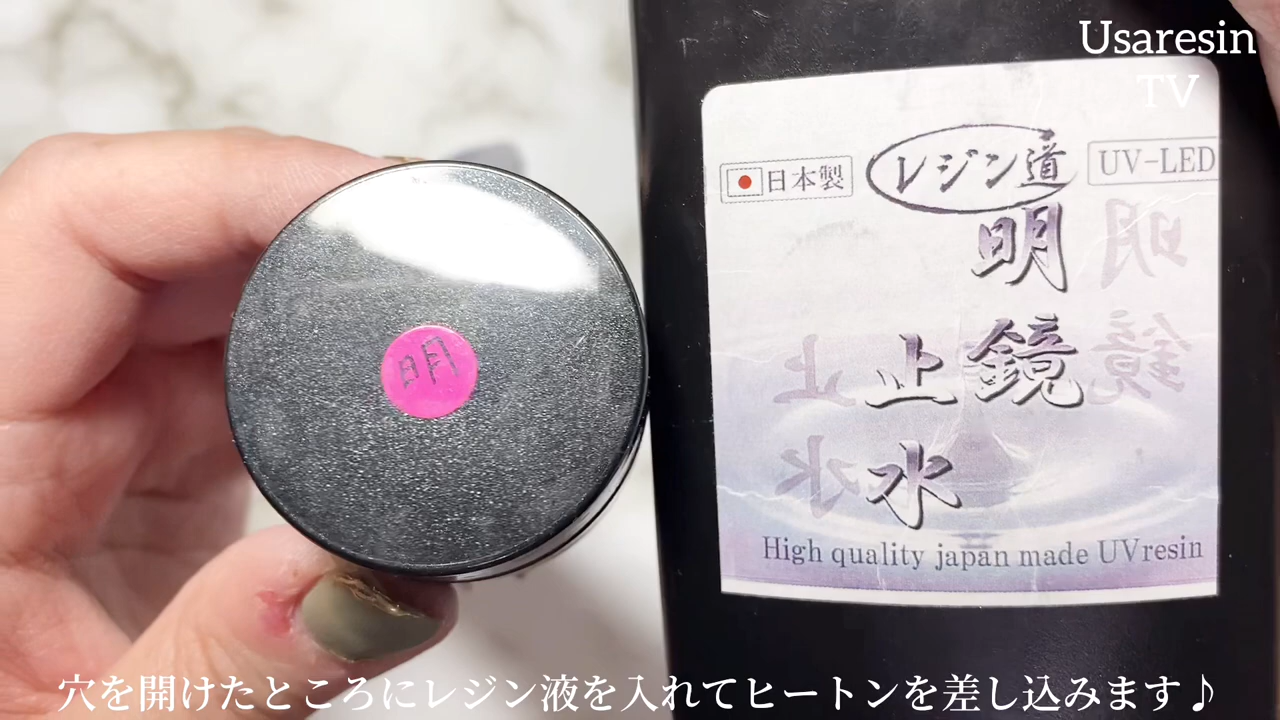 Usaresin
TV
日本製
レジン道
UV-LED
明鏡
止水
High quality japan made UVresin
明
穴を開けたところにレジン液を入れてヒートンを差し込みます♪